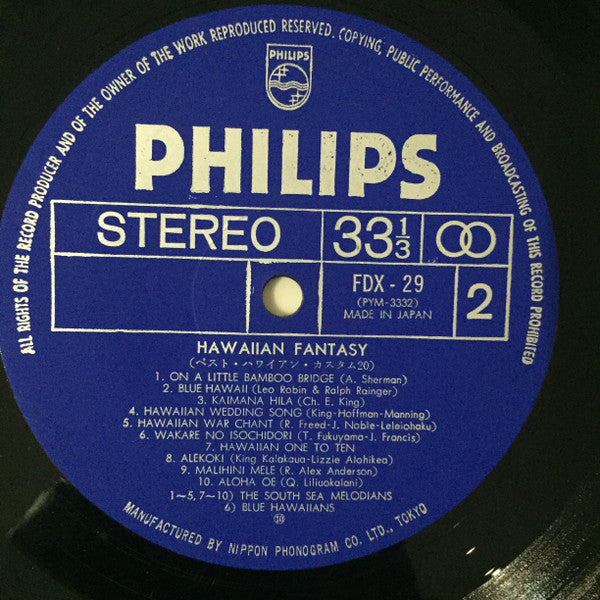 ALL RIGHTS OF THE RECORD PRODUCER AND OF THE OWNER OF THE WORK REPRODUCED RESERVED. COPYING, PUBLIC PERFORMANCE AND BROADCASTING OF THIS RECORD PROHIBITED
PHILIPS
PHILIPS
STEREO 33⅓
FDX - 29
(PYM-3332)
MADE IN JAPAN
2
HAWAIIAN FANTASY
(ベスト・ハワイアン・カスタム20)
1. ON A LITTLE BAMBOO BRIDGE (A. Sherman)
2. BLUE HAWAII (Leo Robin & Ralph Rainger)
3. KAIMANA HILA (Ch. E. King)
4. HAWAIIAN WEDDING SONG (King-Hoffman-Manning)
5. HAWAIIAN WAR CHANT (R. Freed-J. Noble-Leleiohaku)
6. WAKARE NO ISOCHIDORI (T. Fukuyama-J. Francis)
7. HAWAIIAN ONE TO TEN
8. ALEKOKI (King Kalakaua-Lizzie Alohikea)
9. MALIHINI MELE (R. Alex Anderson)
10. ALOHA OE (Q. Liliuokalani)
1~5, 7~10) THE SOUTH SEA MELODIANS
6) BLUE HAWAIIANS
MANUFACTURED BY NIPPON PHONOGRAM CO. LTD., TOKYO